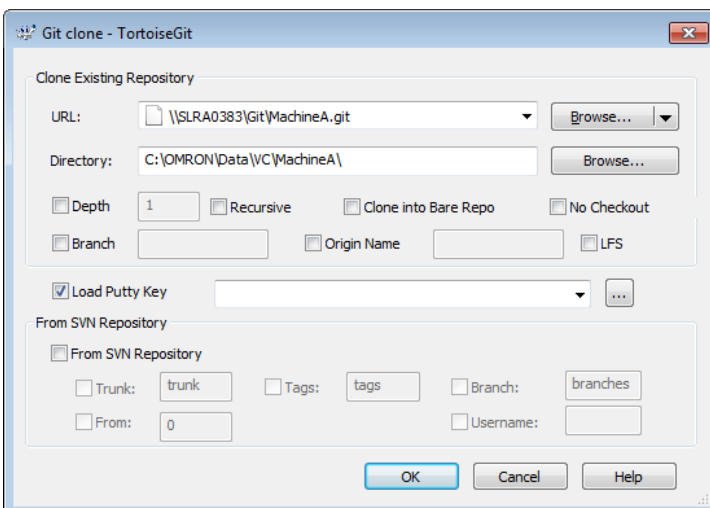 Git clone - TortoiseGit
Clone Existing Repository
URL: \\SLRA0383\Git\MachineA.git Browse...
Directory: C:\OMRON\Data\VC\MachineA\ Browse...
Depth 1 Recursive Clone into Bare Repo No Checkout
Branch Origin Name LFS
Load Putty Key ...
From SVN Repository
From SVN Repository
Trunk: trunk Tags: tags Branch: branches
From: 0 Username:
OK Cancel Help